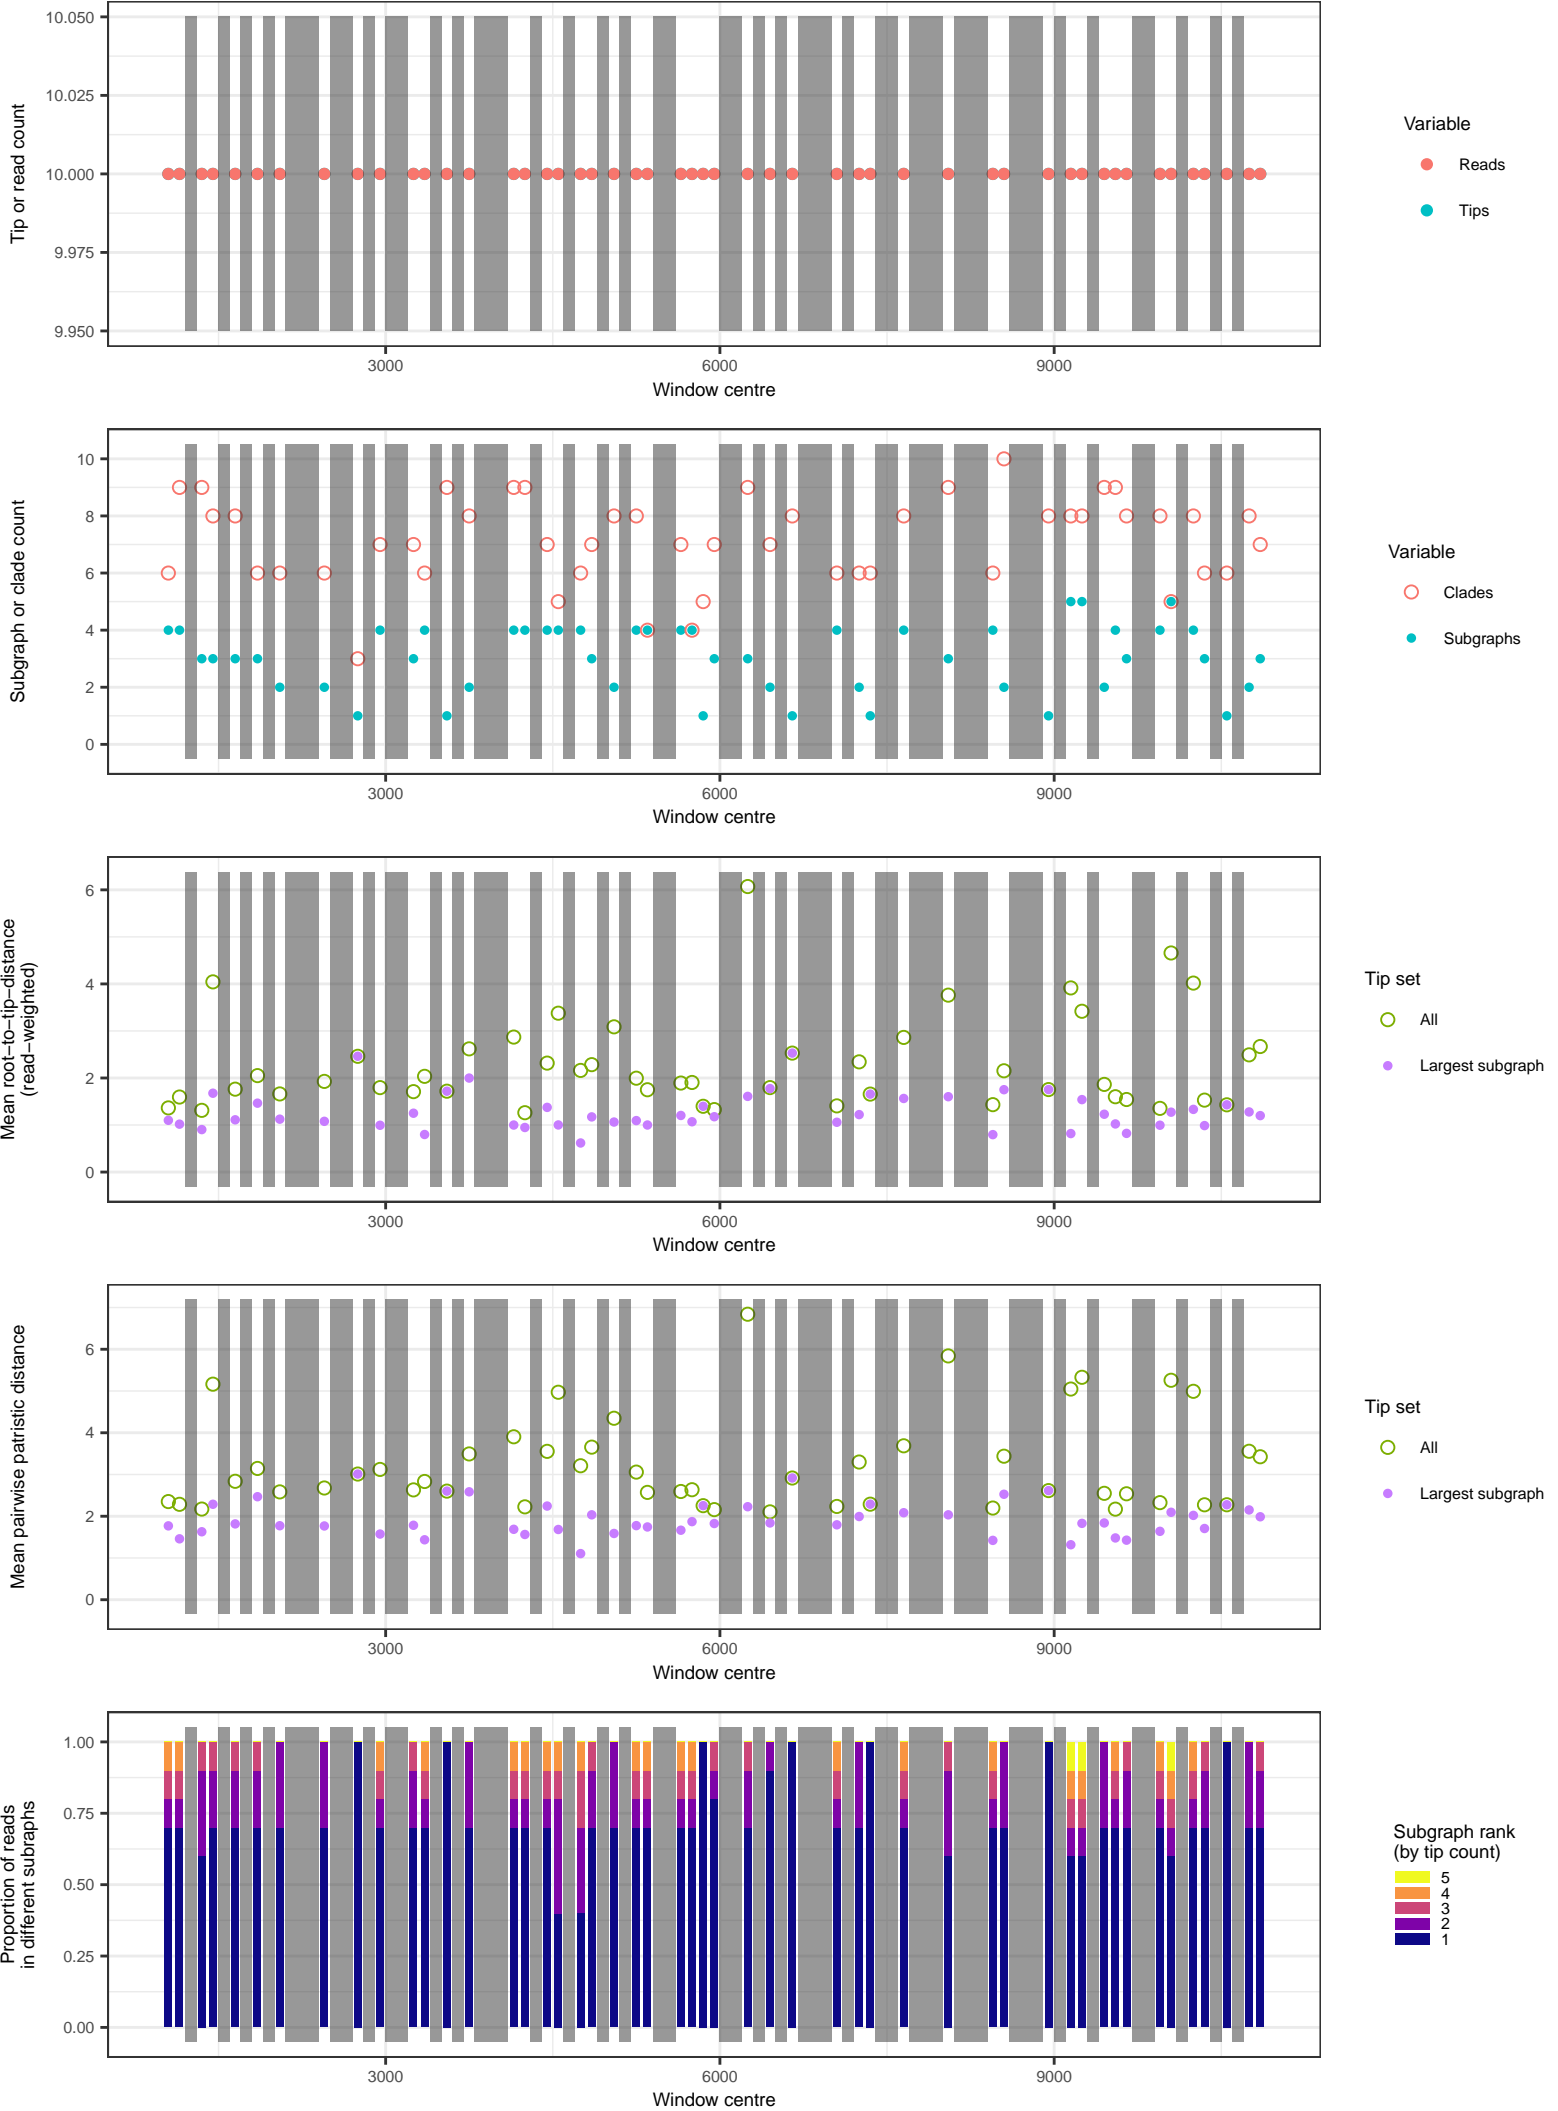 10.050
10.025
10.000
9.975
9.950
Tip or read count
3000
6000
9000
Window centre
Variable
Reads
Tips
10
8
6
4
2
0
Subgraph or clade count
3000
6000
9000
Window centre
Variable
Clades
Subgraphs
6
4
2
0
Mean root−to−tip−distance
(read−weighted)
3000
6000
9000
Window centre
Tip set
All
Largest subgraph
6
4
2
0
Mean pairwise patristic distance
3000
6000
9000
Window centre
Tip set
All
Largest subgraph
1.00
0.75
0.50
0.25
0.00
Proportion of reads
in different subraphs
3000
6000
9000
Window centre
Subgraph rank
(by tip count)
5
4
3
2
1